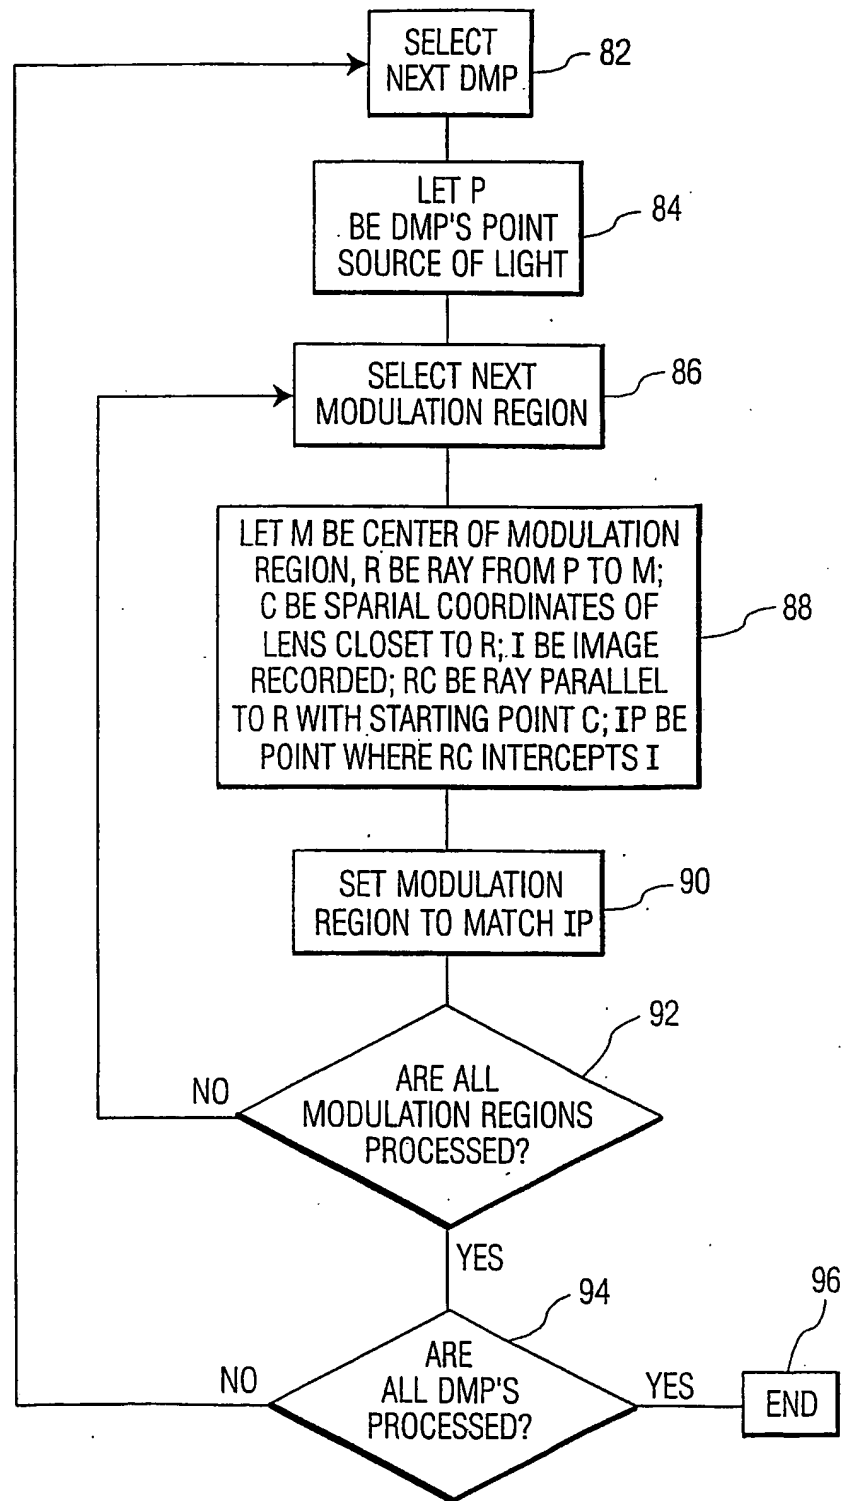 SELECT
NEXT DMP
82
LET P
BE DMP'S POINT
SOURCE OF LIGHT
84
SELECT NEXT
MODULATION REGION
86
LET M BE CENTER OF MODULATION
REGION, R BE RAY FROM P TO M;
C BE SPARIAL COORDINATES OF
LENS CLOSET TO R; I BE IMAGE
RECORDED; RC BE RAY PARALLEL
TO R WITH STARTING POINT C; IP BE
POINT WHERE RC INTERCEPTS I
88
SET MODULATION
REGION TO MATCH IP
90
92
ARE ALL
MODULATION REGIONS
PROCESSED?
NO
YES
94
ARE
ALL DMP'S
PROCESSED?
NO
YES
96
END